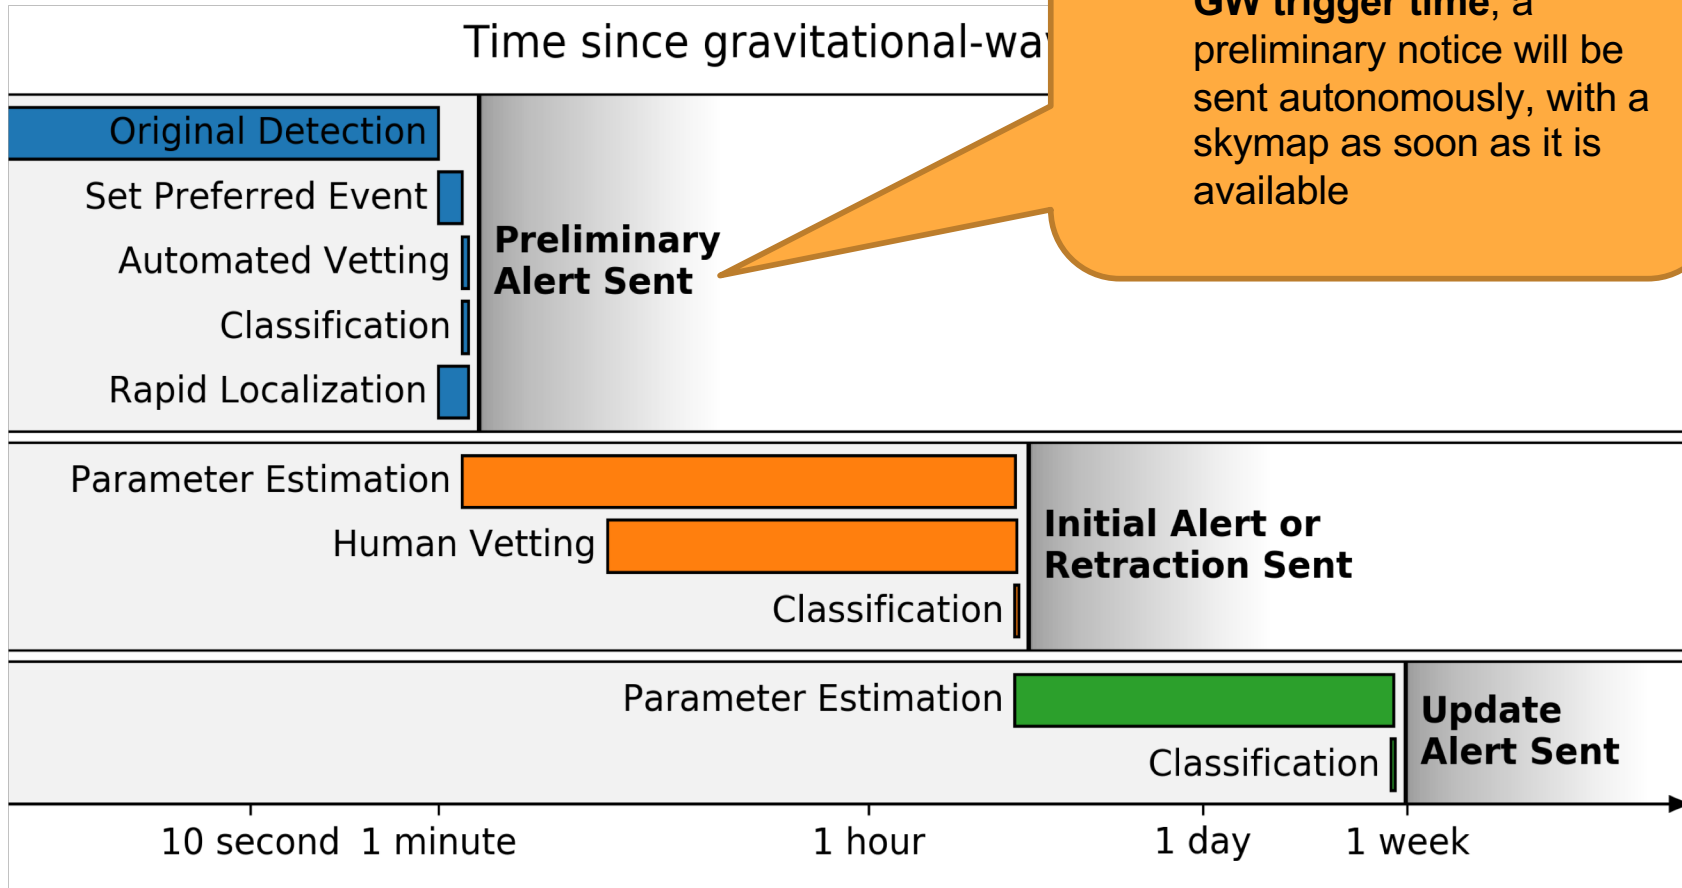 Time since gravitational-wa
GW trigger time, a
preliminary notice will be
sent autonomously, with a
skymap as soon as it is
available
Original Detection
Set Preferred Event
Automated Vetting
Classification
Rapid Localization
Preliminary
Alert Sent
Parameter Estimation
Human Vetting
Classification
Initial Alert or
Retraction Sent
Parameter Estimation
Classification
Update
Alert Sent
10 second 1 minute 1 hour 1 day 1 week